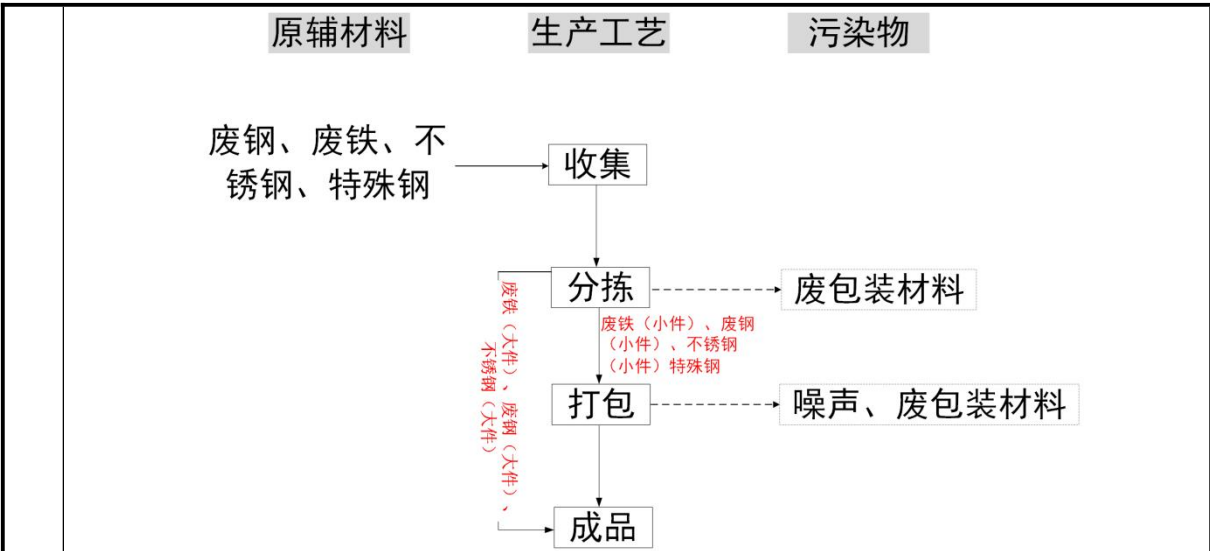 原辅材料
生产工艺
污染物
废钢、废铁、不
锈钢、特殊钢
收集
分拣
废包装材料
废铁（小件）、废钢
（小件）、不锈钢
（小件）特殊钢
废铁（大件）、废钢（大件）、
不锈钢（大件）
打包
噪声、废包装材料
成品